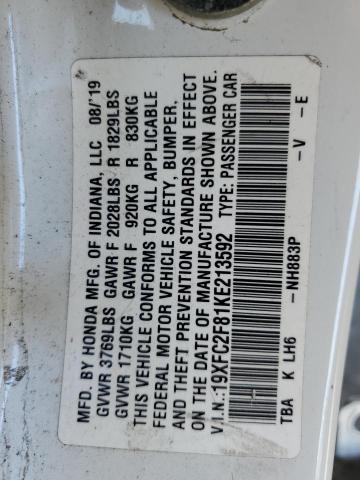 MFD. BY HONDA MFG. OF INDIANA, LLC 08/'19
GVWR 3769LBS GAWR F 2028LBS R 1829LBS
GVWR 1710KG GAWR F 920KG R 830KG
THIS VEHICLE CONFORMS TO ALL APPLICABLE
FEDERAL MOTOR VEHICLE SAFETY, BUMPER,
AND THEFT PREVENTION STANDARDS IN EFFECT
ON THE DATE OF MANUFACTURE SHOWN ABOVE.
V.I.N.:19XFC2F81KE213592 TYPE: PASSENGER CAR
TBA K LH6 -NH883P -V -E